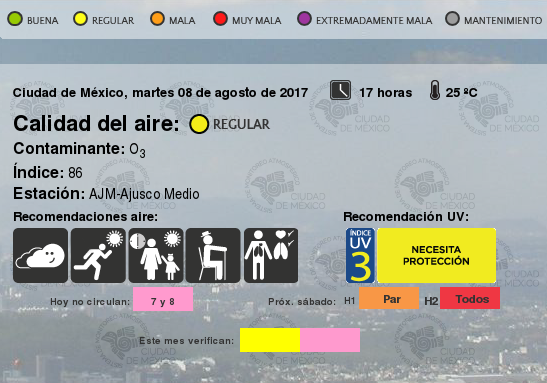 BUENA REGULAR MALA MUY MALA EXTREMADAMENTE MALA MANTENIMIENTO
Ciudad de México, martes 08 de agosto de 2017 17 horas 25 ºC
Calidad del aire: REGULAR
Contaminante: O3
Índice: 86
Estación: AJM-Ajusco Medio
Recomendaciones aire: Recomendación UV:
ÍNDICE
UV
3
NECESITA
PROTECCIÓN
Hoy no circulan: 7 y 8 Próx. sábado: H1 Par H2 Todos
Este mes verifican:
MONITOREO ATMOSFÉRICO
CIUDAD
DE MÉXICO